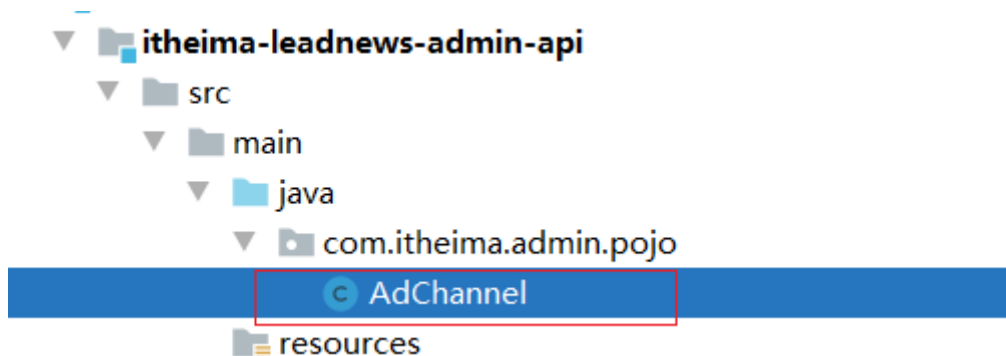 itheima-leadnews-admin-api
src
main
java
com.itheima.admin.pojo
C AdChannel
resources